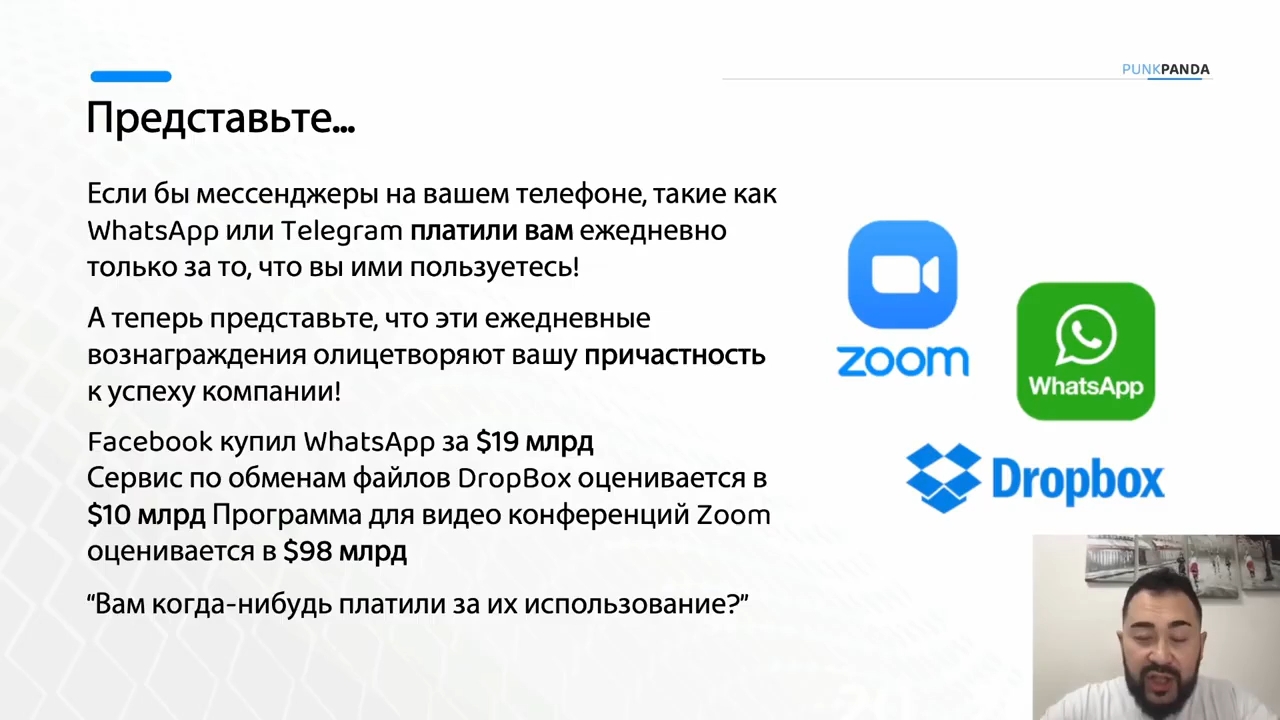 PUNKPANDA
Представьте...
Если бы мессенджеры на вашем телефоне, такие как
WhatsApp или Telegram платили вам ежедневно
только за то, что вы ими пользуетесь!
А теперь представьте, что эти ежедневные
вознаграждения олицетворяют вашу причастность
к успеху компании!
Facebook купил WhatsApp за $19 млрд
Сервис по обменам файлов DropBox оценивается в
$10 млрд Программа для видео конференций Zoom
оценивается в $98 млрд
“Вам когда-нибудь платили за их использование?”
zoom
WhatsApp
Dropbox